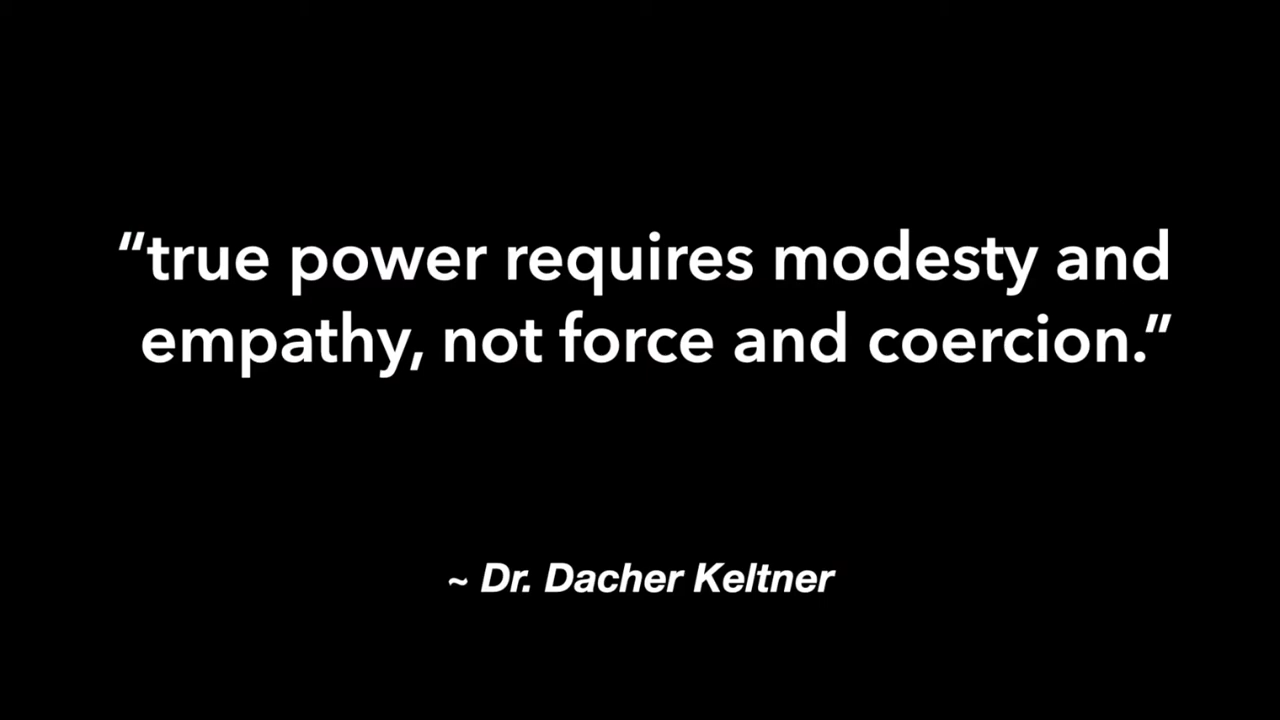 “true power requires modesty and
empathy, not force and coercion.”
~ Dr. Dacher Keltner